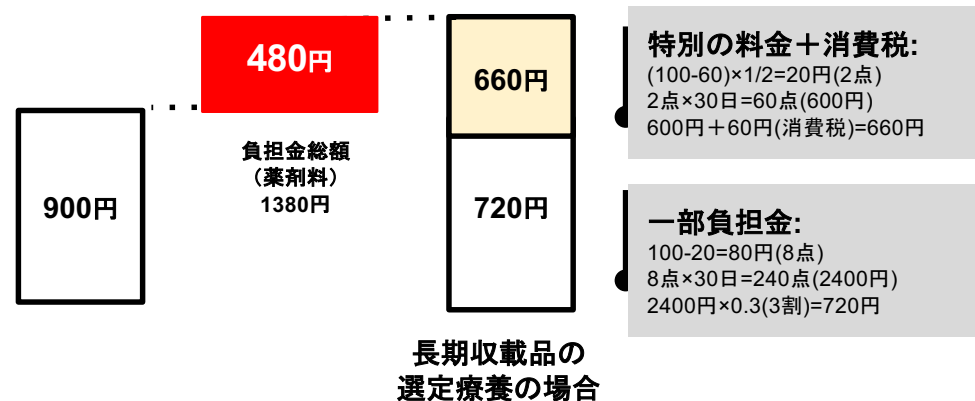 900円
480円
負担金総額
（薬剤料）
1380円
660円
720円
長期収載品の
選定療養の場合
特別の料金＋消費税:
(100-60)×1/2=20円(2点)
2点×30日=60点(600円)
600円＋60円(消費税)=660円
一部負担金:
100-20=80円(8点)
8点×30日=240点(2400円)
2400円×0.3(3割)=720円